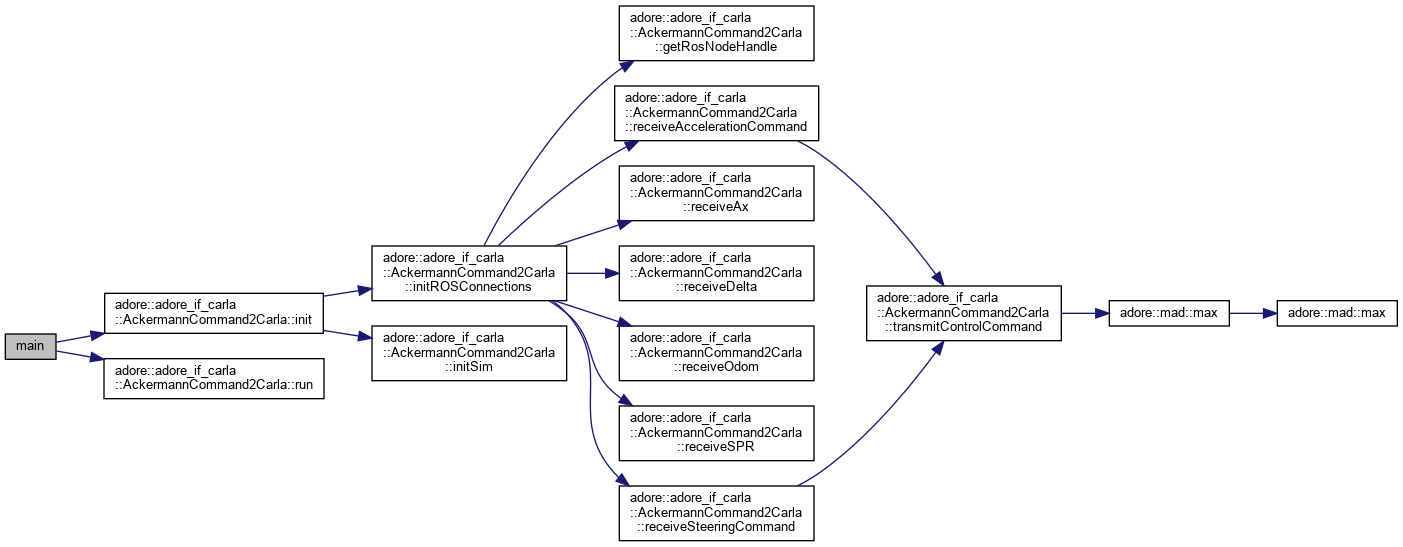 main
adore::adore_if_carla
::AckermannCommand2Carla::init
adore::adore_if_carla
::AckermannCommand2Carla::run
adore::adore_if_carla
::AckermannCommand2Carla
::initROSConnections
adore::adore_if_carla
::AckermannCommand2Carla
::initSim
adore::adore_if_carla
::AckermannCommand2Carla
::getRosNodeHandle
adore::adore_if_carla
::AckermannCommand2Carla
::receiveAccelerationCommand
adore::adore_if_carla
::AckermannCommand2Carla
::receiveAx
adore::adore_if_carla
::AckermannCommand2Carla
::receiveDelta
adore::adore_if_carla
::AckermannCommand2Carla
::receiveOdom
adore::adore_if_carla
::AckermannCommand2Carla
::receiveSPR
adore::adore_if_carla
::AckermannCommand2Carla
::receiveSteeringCommand
adore::adore_if_carla
::AckermannCommand2Carla
::transmitControlCommand
adore::mad::max
adore::mad::max